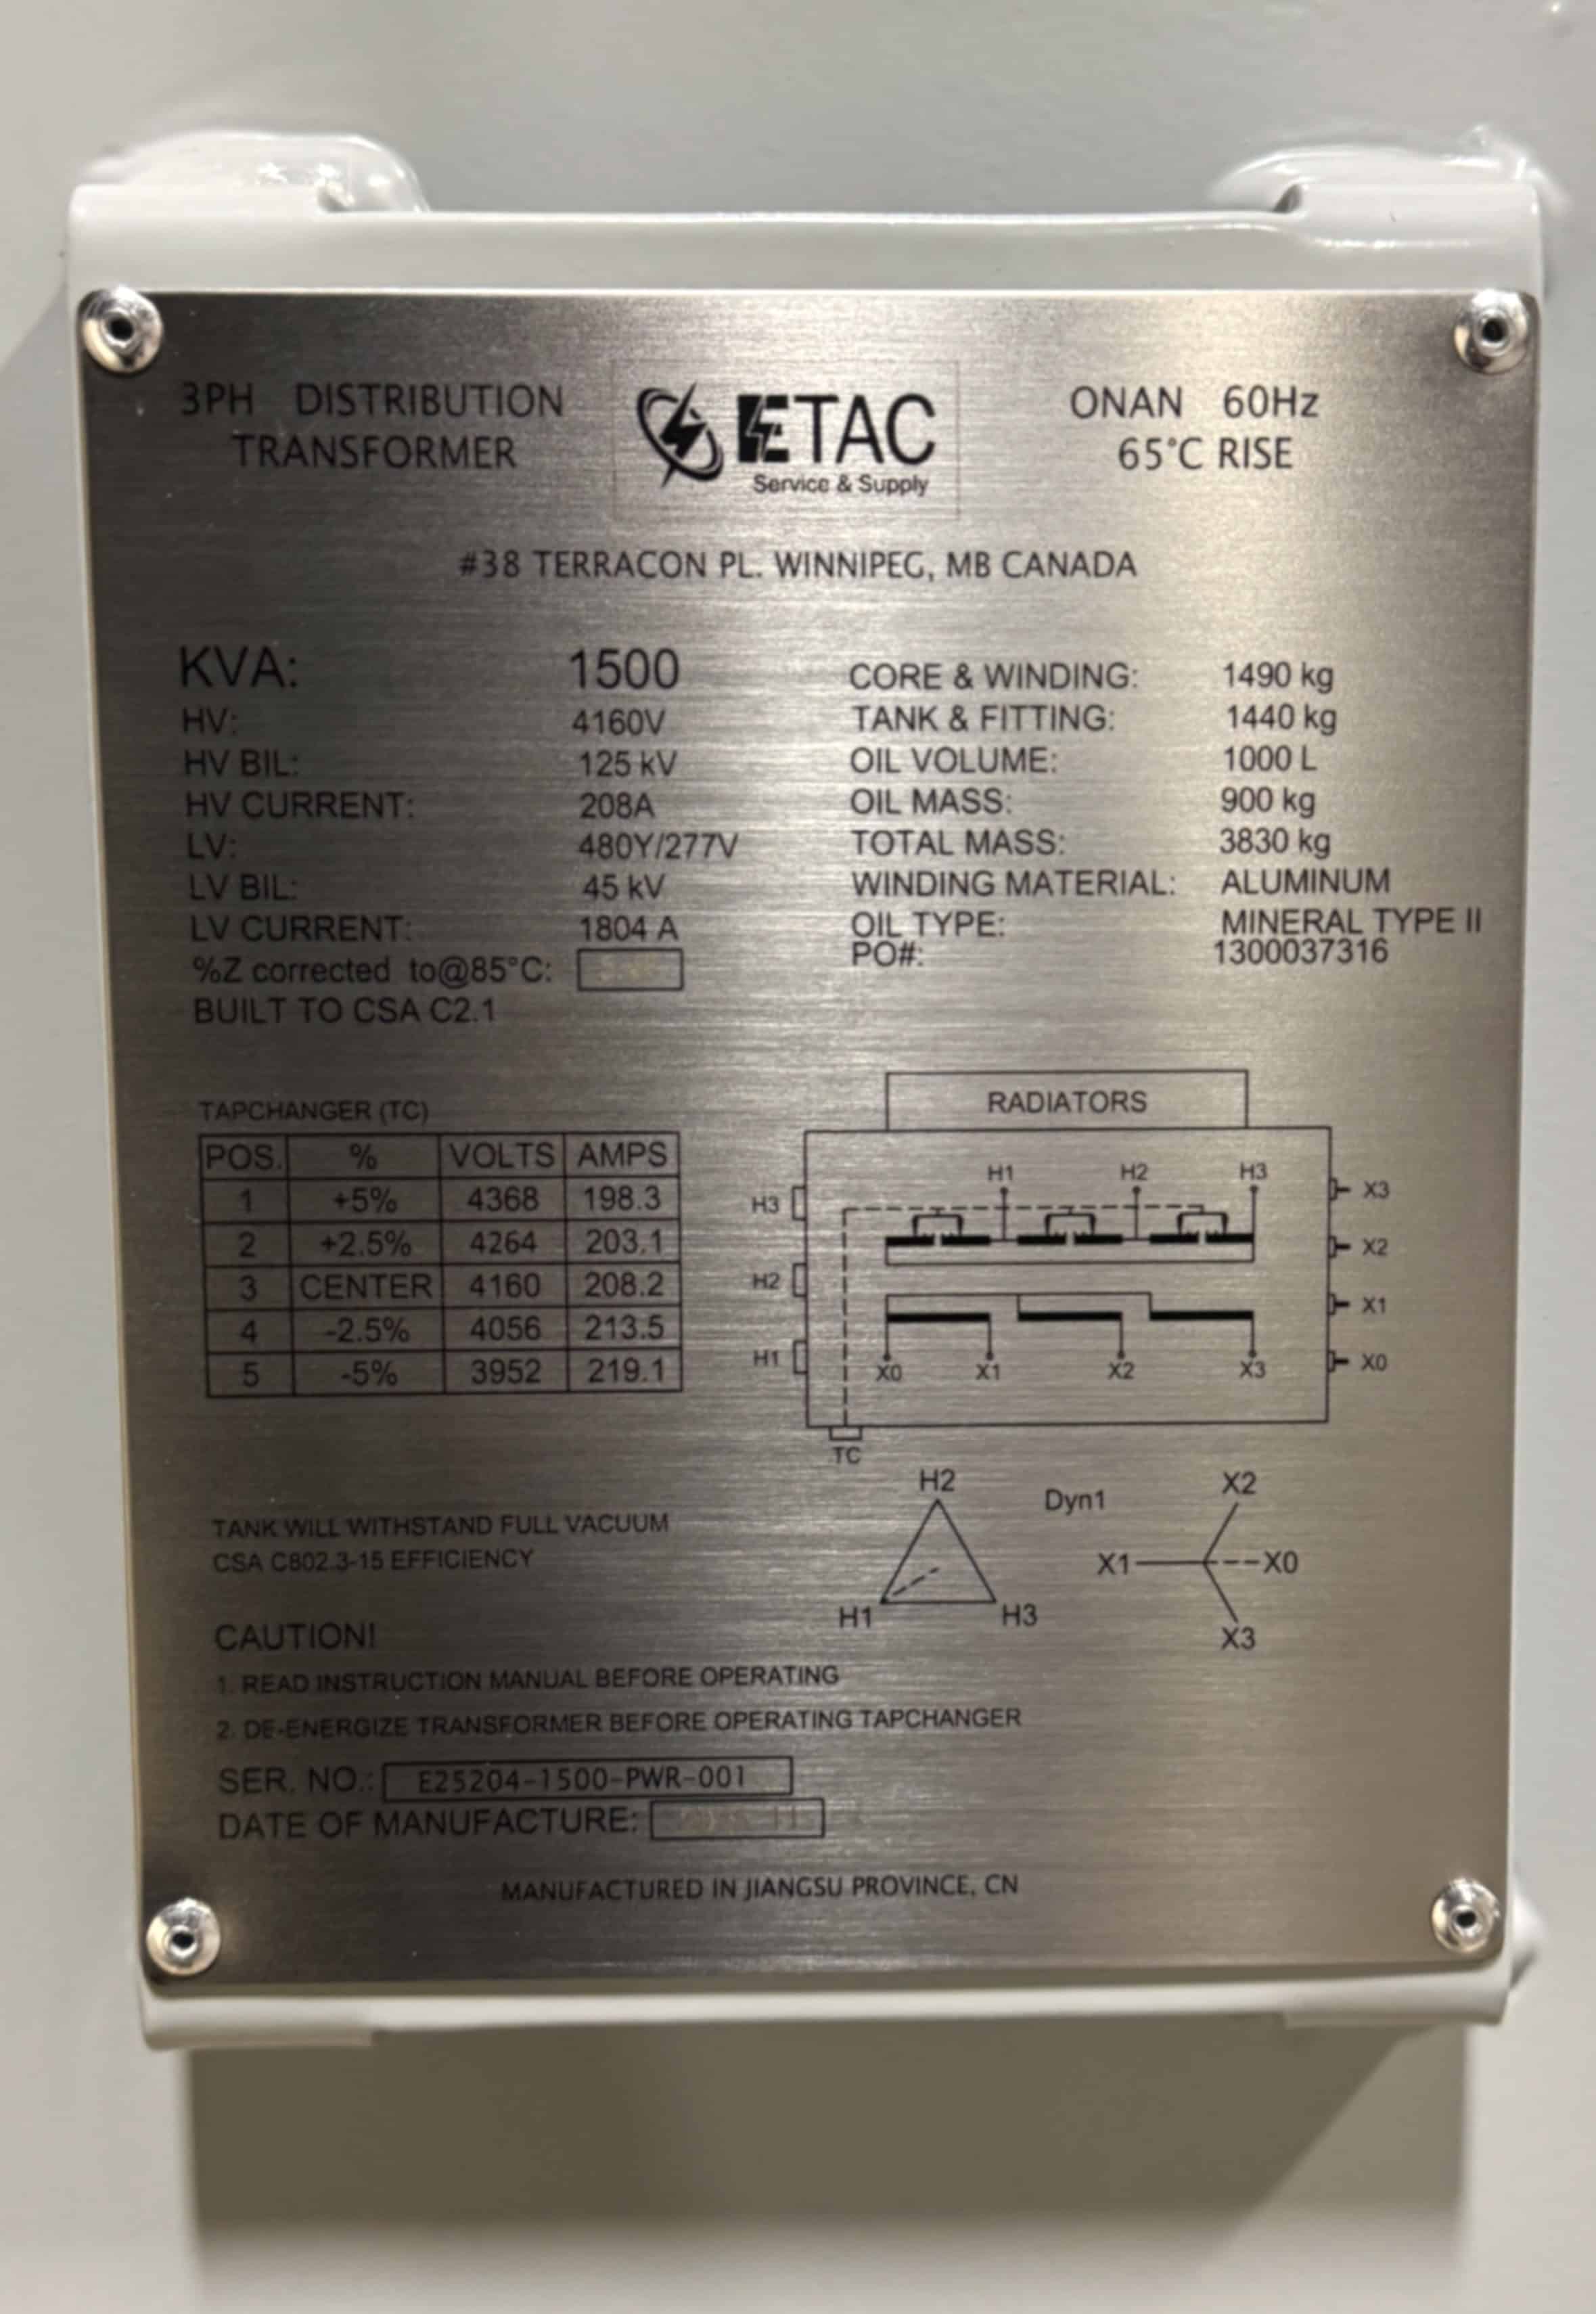 3PH DISTRIBUTION
TRANSFORMER
ETAC
Service & Supply
ONAN 60Hz
65°C RISE
#38 TERRACON PL. WINNIPEG, MB CANADA
KVA: 1500
HV: 4160V
HV BIL: 125 kV
HV CURRENT: 208A
LV: 480Y/277V
LV BIL: 45 kV
LV CURRENT: 1804 A
%Z corrected to@85°C:
BUILT TO CSA C2.1
CORE & WINDING: 1490 kg
TANK & FITTING: 1440 kg
OIL VOLUME: 1000 L
OIL MASS: 900 kg
TOTAL MASS: 3830 kg
WINDING MATERIAL: ALUMINUM
OIL TYPE: MINERAL TYPE II
PO#: 1300037316
TAPCHANGER (TC)
POS. % VOLTS AMPS
1 +5% 4368 198.3
2 +2.5% 4264 203.1
3 CENTER 4160 208.2
4 -2.5% 4056 213.5
5 -5% 3952 219.1
RADIATORS
H1 H2 H3
H3
H2
H1
X3
X2
X1
X0
X0 X1 X2 X3
TC
H2
H1 H3
Dyn1
X2
X1 X0
X3
TANK WILL WITHSTAND FULL VACUUM
CSA C802.3-15 EFFICIENCY
CAUTION!
1. READ INSTRUCTION MANUAL BEFORE OPERATING
2. DE-ENERGIZE TRANSFORMER BEFORE OPERATING TAPCHANGER
SER. NO.: E25204-1500-PWR-001
DATE OF MANUFACTURE:
MANUFACTURED IN JIANGSU PROVINCE, CN